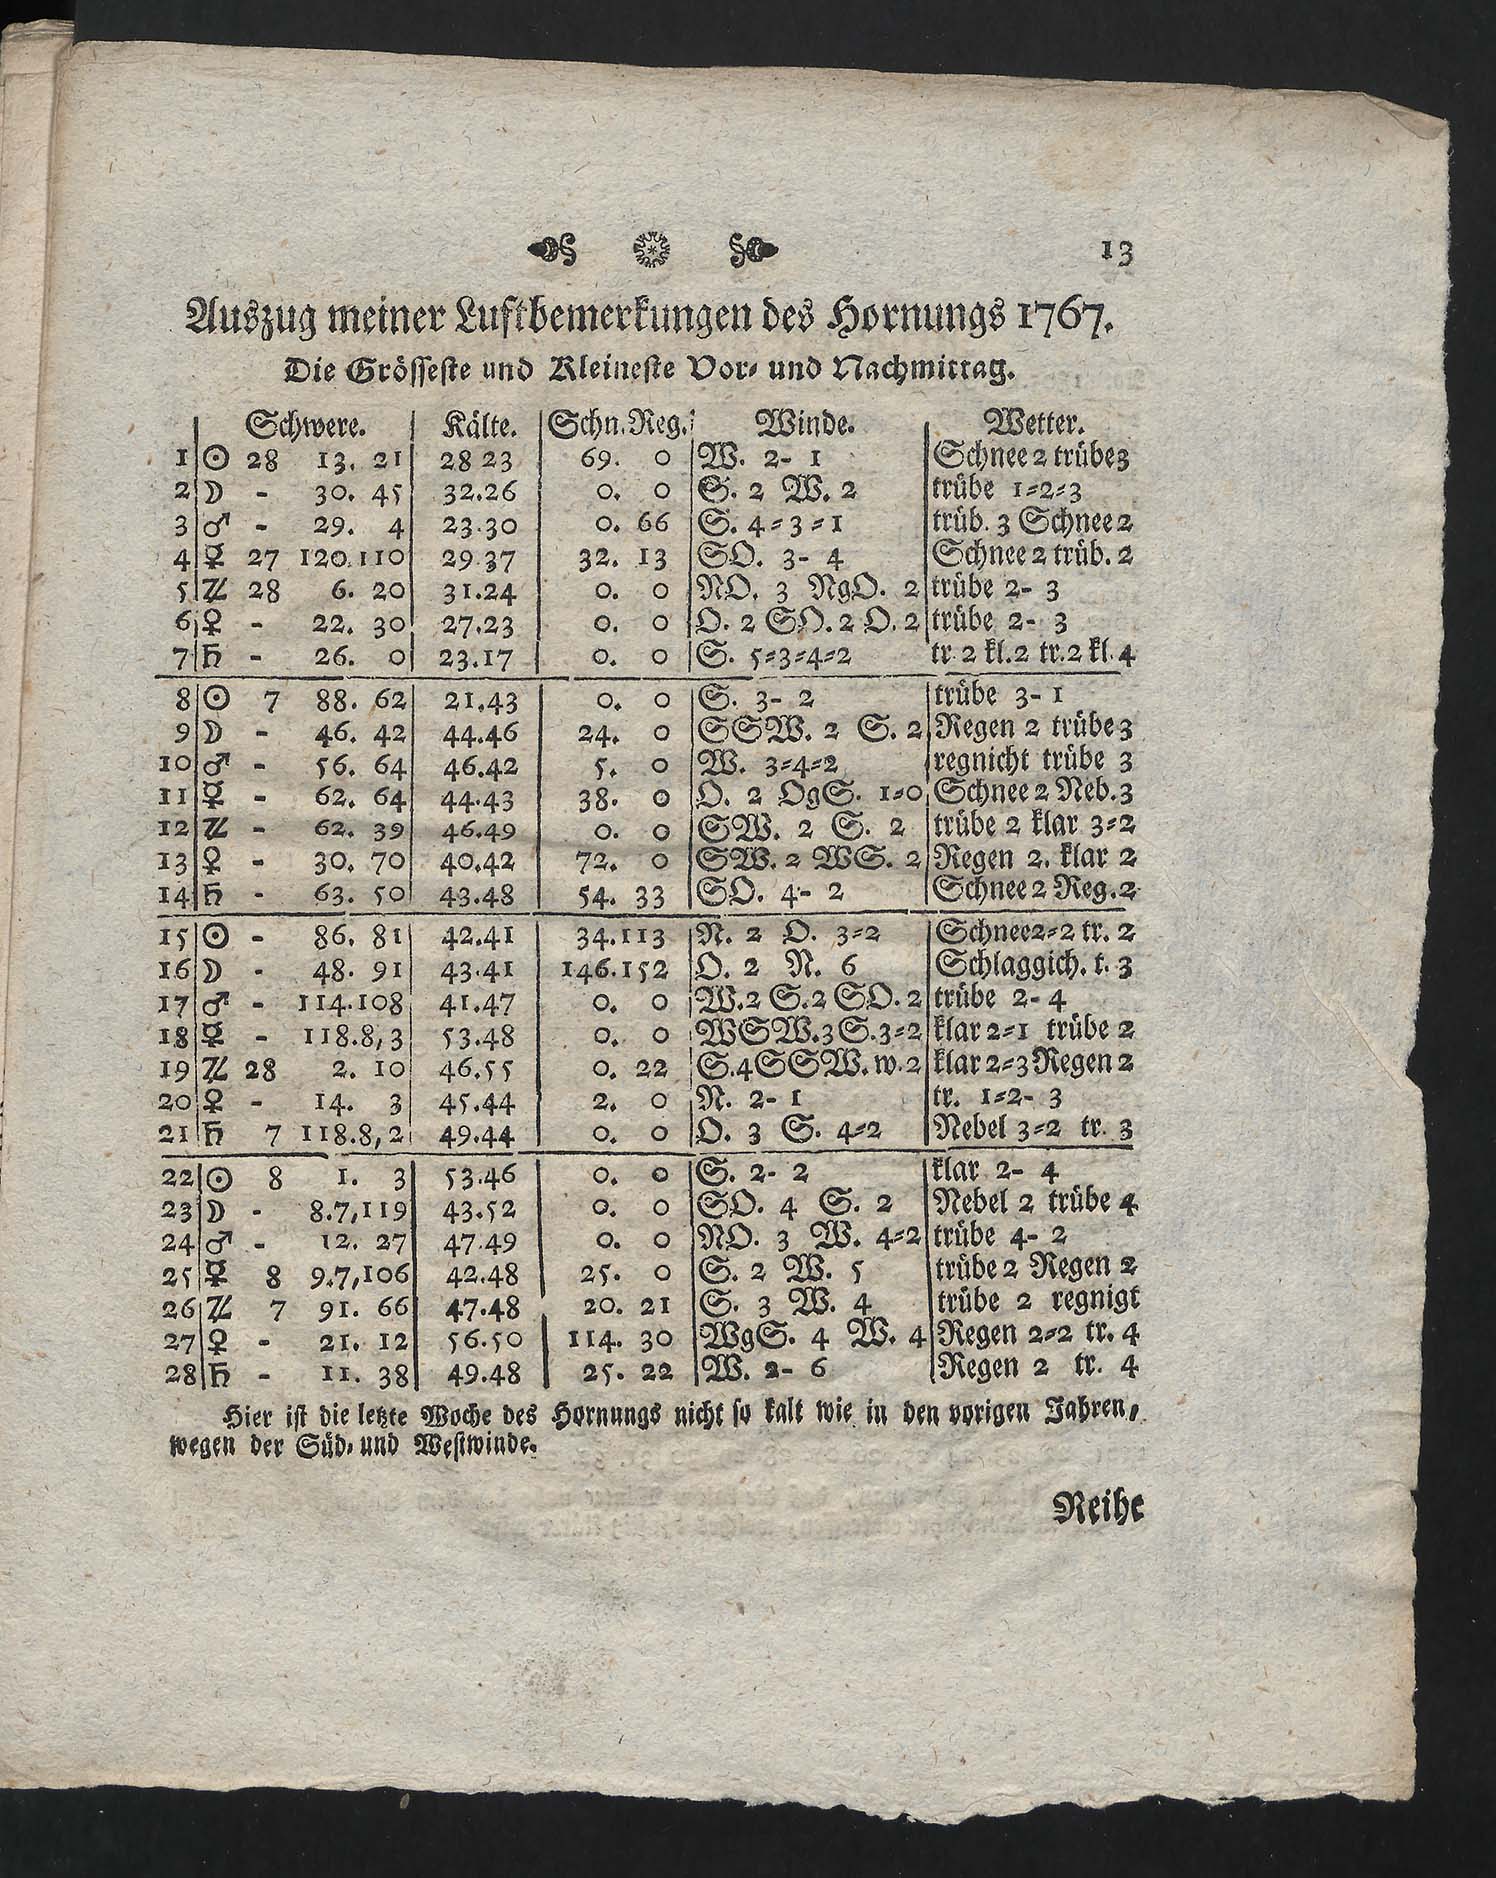 13
Auszug meiner Luftbemerkungen des Hornungs 1767.
Die Grösseste und Kleineste Vor- und Nachmittag.
Schwere. Kälte. Schn. Reg. Winde. Wetter.
1 ☉ 28 13. 21 28 23 69. 0 W. 2- 1 Schnee 2 trübe 3
2 ☽ - 30. 45 32.26 0. 0 S. 2 W. 2 trübe 1=2=3
3 ♂ - 29. 4 23.30 0. 66 S. 4=3=1 trüb. 3 Schnee 2
4 ☿ 27 120.110 29.37 32. 13 SO. 3- 4 Schnee 2 trüb. 2
5 ♃ 28 6. 20 31.24 0. 0 NO. 3 NgO. 2 trübe 2- 3
6 ♀ - 22. 30 27.23 0. 0 O. 2 SO. 2 O. 2 trübe 2- 3
7 ♄ - 26. 0 23.17 0. 0 S. 5=3=4=2 tr. 2 kl. 2 tr. 2 kl. 4
8 ☉ 7 88. 62 21.43 0. 0 S. 3- 2 trübe 3- 1
9 ☽ - 46. 42 44.46 24. 0 SSW. 2 S. 2 Regen 2 trübe 3
10 ♂ - 56. 64 46.42 5. 0 W. 3=4=2 regnicht trübe 3
11 ☿ - 62. 64 44.43 38. 0 O. 2 OgS. 1=0 Schnee 2 Neb. 3
12 ♃ - 62. 39 46.49 0. 0 SW. 2 S. 2 trübe 2 klar 3=2
13 ♀ - 30. 70 40.42 72. 0 SW. 2 WS. 2 Regen 2. klar 2
14 ♄ - 63. 50 43.48 54. 33 SO. 4- 2 Schnee 2 Reg. 2
15 ☉ - 86. 81 42.41 34.113 N. 2 O. 3=2 Schnee 2=2 tr. 2
16 ☽ - 48. 91 43.41 146.152 O. 2 N. 6 Schlaggich. t. 3
17 ♂ - 114.108 41.47 0. 0 W. 2 S. 2 SO. 2 trübe 2- 4
18 ☿ - 118.8,3 53.48 0. 0 WSW. 3 S. 3=2 klar 2=1 trübe 2
19 ♃ 28 2. 10 46.55 0. 22 S. 4 SSW. w. 2 klar 2=3 Regen 2
20 ♀ - 14. 3 45.44 2. 0 N. 2- 1 tr. 1=2- 3
21 ♄ 7 118.8,2 49.44 0. 0 O. 3 S. 4=2 Nebel 3=2 tr. 3
22 ☉ 8 1. 3 53.46 0. 0 S. 2- 2 klar 2- 4
23 ☽ - 8.7,119 43.52 0. 0 SO. 4 S. 2 Nebel 2 trübe 4
24 ♂ - 12. 27 47.49 0. 0 NO. 3 W. 4=2 trübe 4- 2
25 ☿ 8 9.7,106 42.48 25. 0 S. 2 W. 5 trübe 2 Regen 2
26 ♃ 7 91. 66 47.48 20. 21 S. 3 W. 4 trübe 2 regnigt
27 ♀ - 21. 12 56.50 114. 30 WgS. 4 W. 4 Regen 2=2 tr. 4
28 ♄ - 11. 38 49.48 25. 22 W. 2- 6 Regen 2 tr. 4
Hier ist die letzte Woche des Hornungs nicht so kalt wie in den vorigen Jahren,
wegen der Süd- und Westwinde.
Reihe